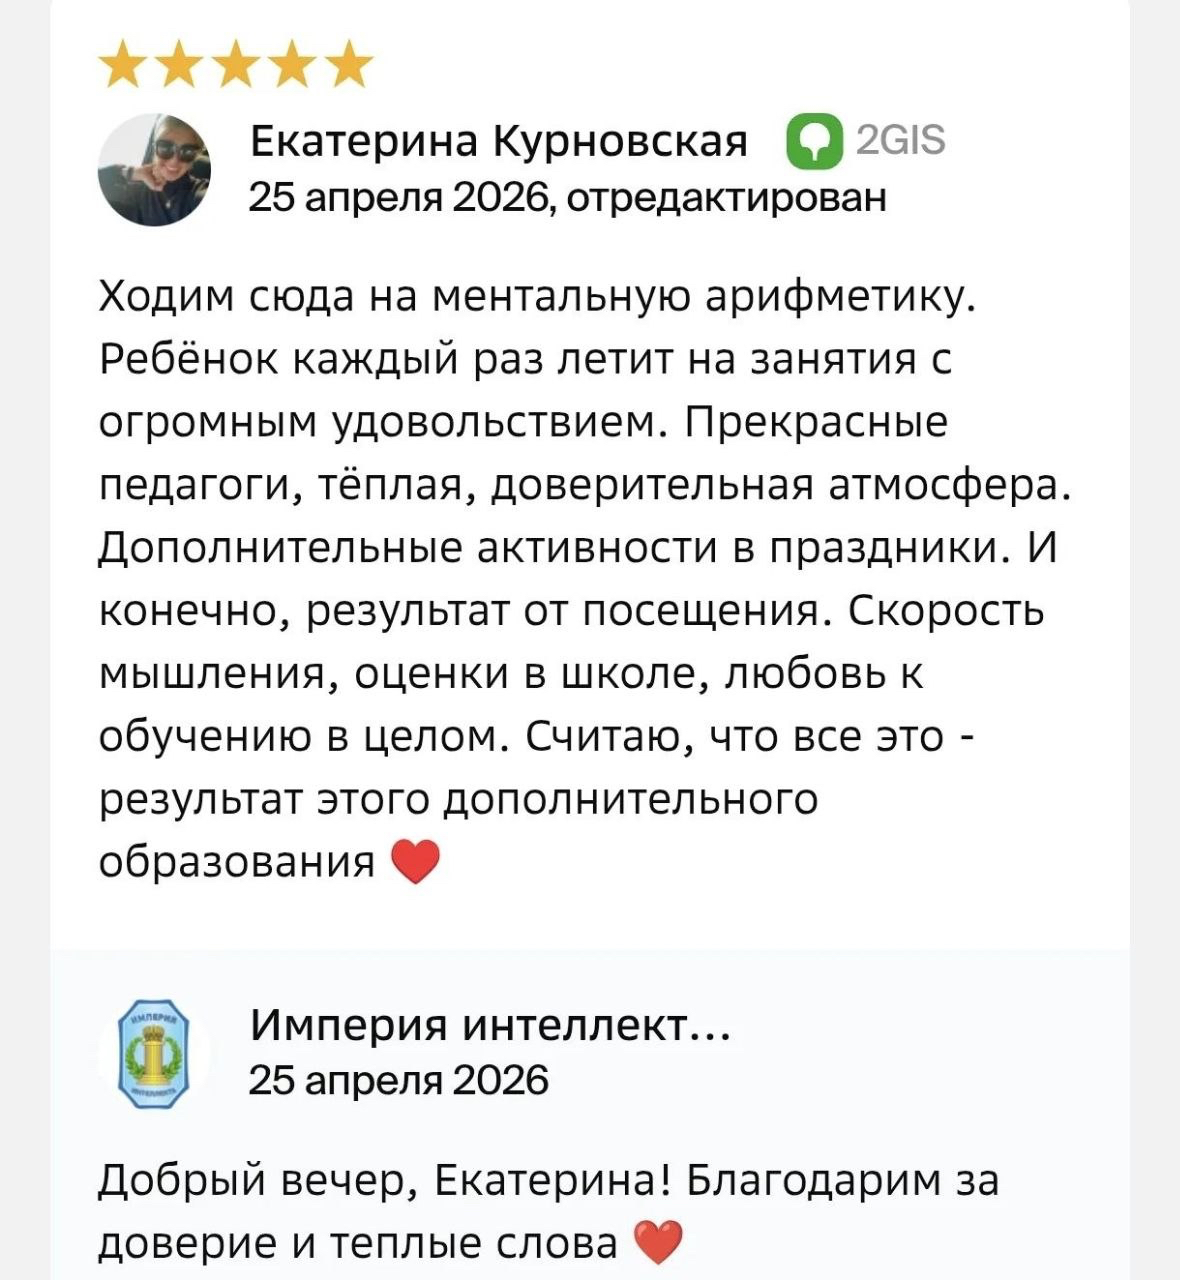 Екатерина Курновская 2GIS
25 апреля 2026, отредактирован
Ходим сюда на ментальную арифметику.
Ребёнок каждый раз летит на занятия с
огромным удовольствием. Прекрасные
педагоги, тёплая, доверительная атмосфера.
Дополнительные активности в праздники. И
конечно, результат от посещения. Скорость
мышления, оценки в школе, любовь к
обучению в целом. Считаю, что все это -
результат этого дополнительного
образования ❤️
ИМПЕРИЯ
ИНТЕЛЛЕКТА
Империя интеллект...
25 апреля 2026
Добрый вечер, Екатерина! Благодарим за
доверие и теплые слова ❤️